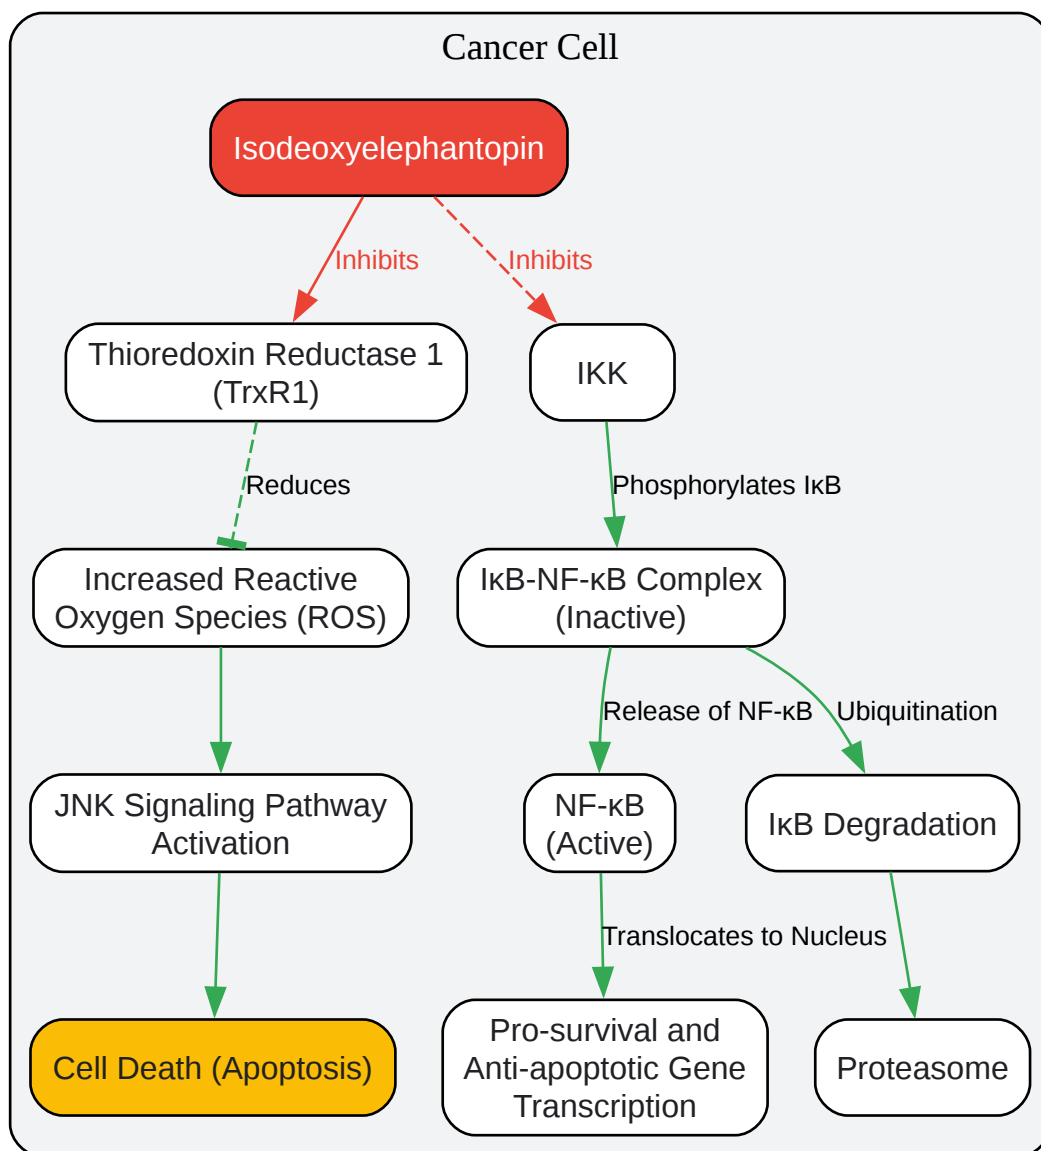 Cancer Cell
Isodeoxyelephantopin
Inhibits
Inhibits
Thioredoxin Reductase 1
(TrxR1)
IKK
Reduces
Phosphorylates IκB
Increased Reactive
Oxygen Species (ROS)
IκB-NF-κB Complex
(Inactive)
Release of NF-κB
Ubiquitination
JNK Signaling Pathway
Activation
NF-κB
(Active)
IκB Degradation
Translocates to Nucleus
Cell Death (Apoptosis)
Pro-survival and
Anti-apoptotic Gene
Transcription
Proteasome